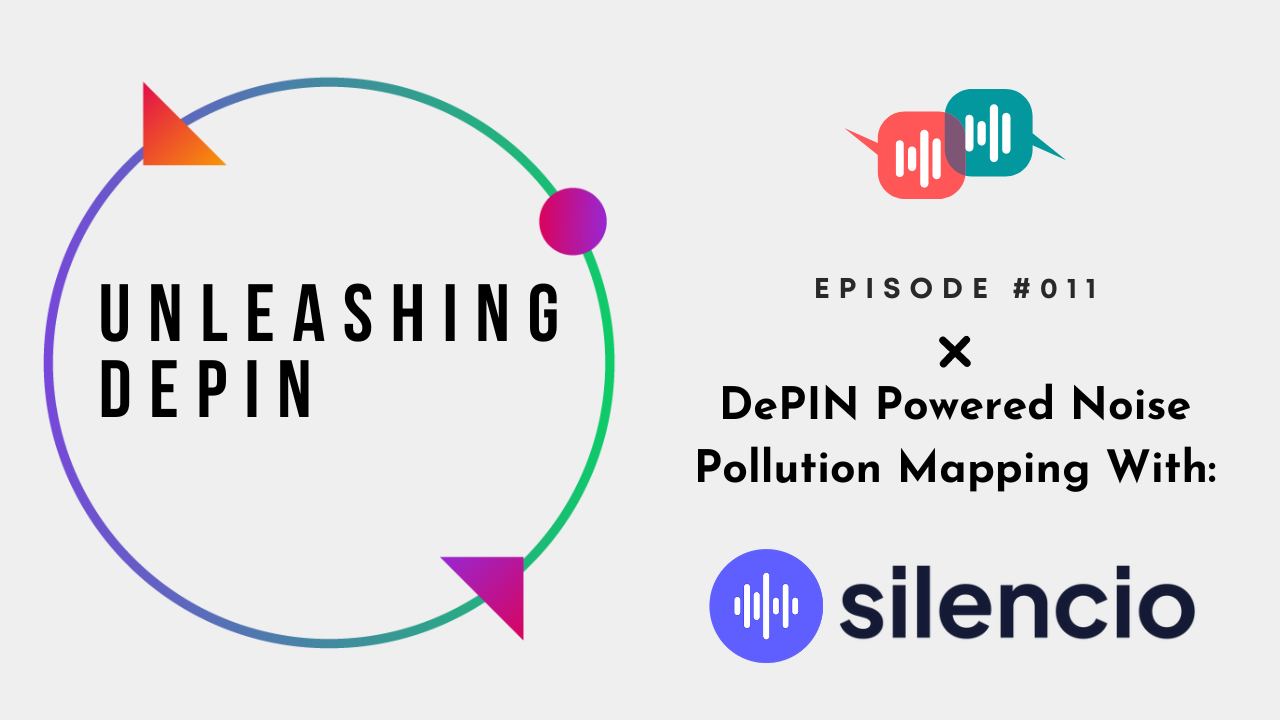 UNLEASHING
DEPIN
EPISODE #011
×
DePIN Powered Noise
Pollution Mapping With:
silencio